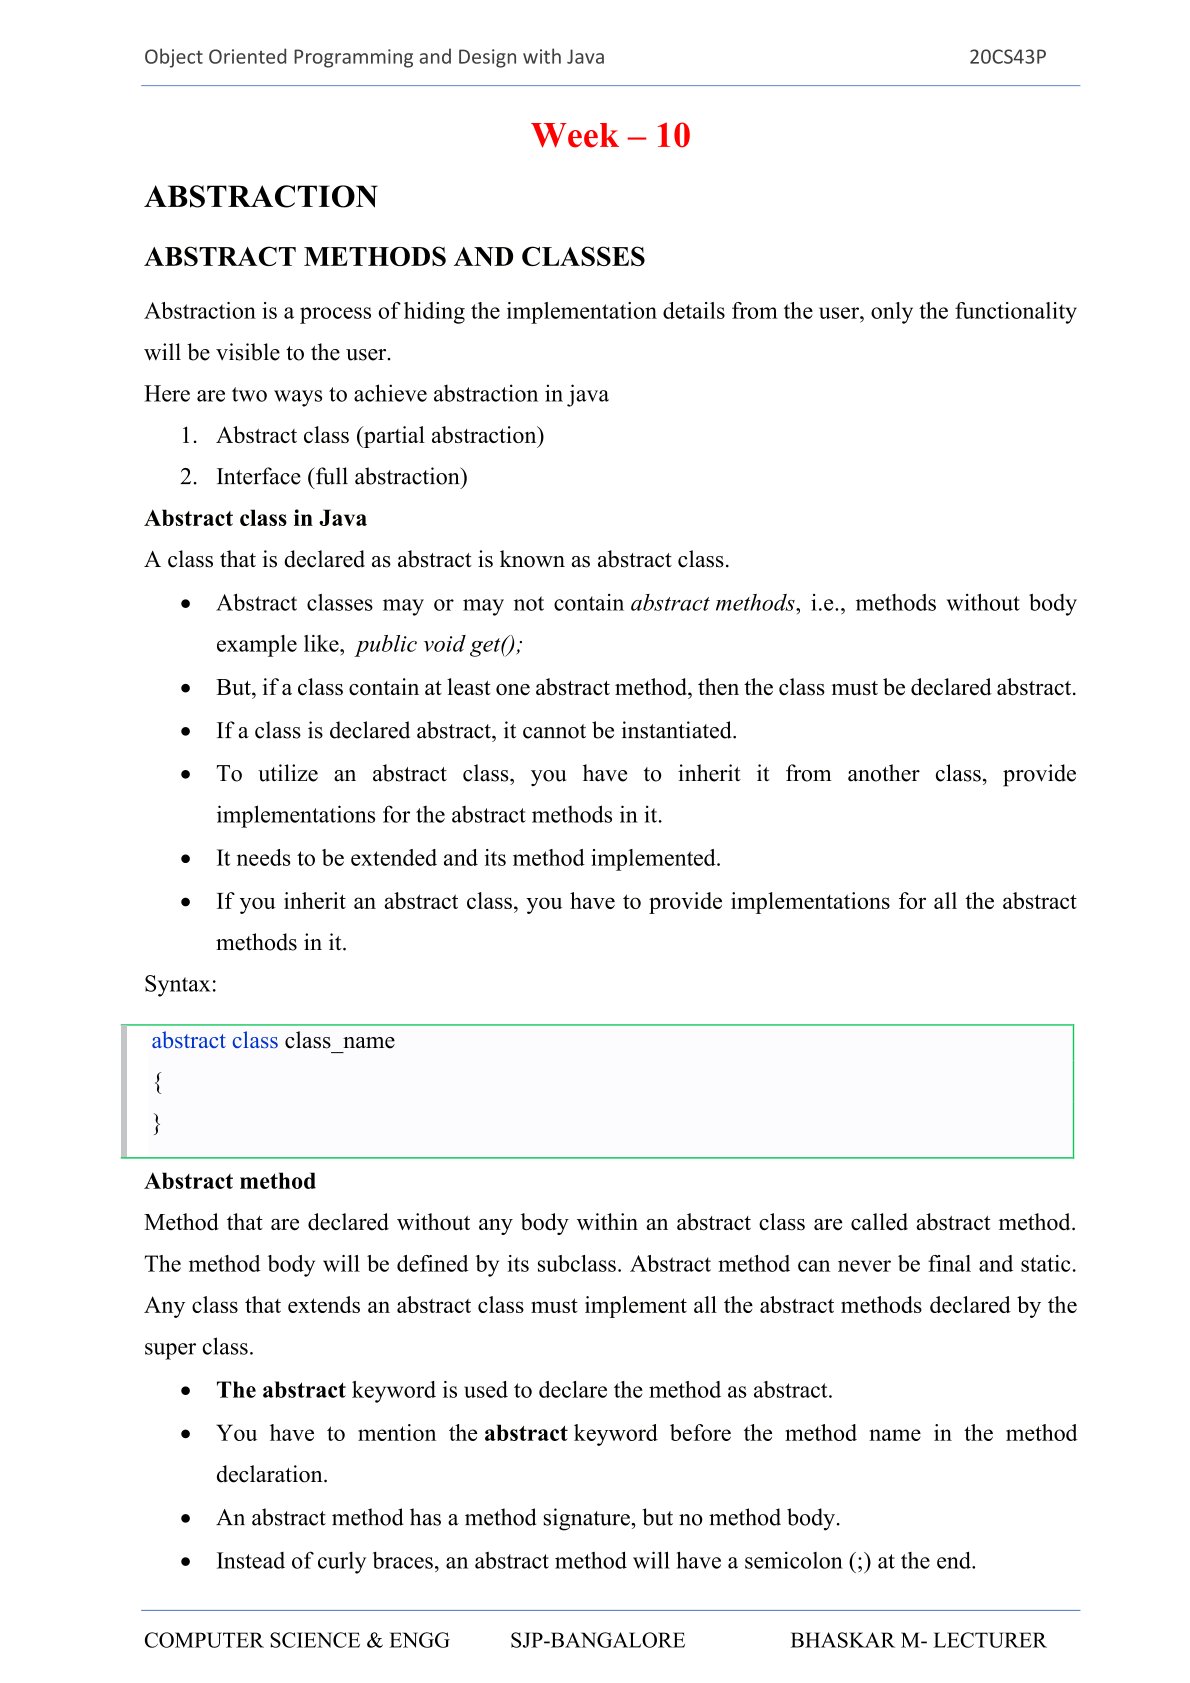 Object Oriented Programming and Design with Java 20CS43P
Week – 10
ABSTRACTION
ABSTRACT METHODS AND CLASSES
Abstraction is a process of hiding the implementation details from the user, only the functionality
will be visible to the user.
Here are two ways to achieve abstraction in java
1. Abstract class (partial abstraction)
2. Interface (full abstraction)
Abstract class in Java
A class that is declared as abstract is known as abstract class.
• Abstract classes may or may not contain abstract methods, i.e., methods without body
example like, public void get();
• But, if a class contain at least one abstract method, then the class must be declared abstract.
• If a class is declared abstract, it cannot be instantiated.
• To utilize an abstract class, you have to inherit it from another class, provide
implementations for the abstract methods in it.
• It needs to be extended and its method implemented.
• If you inherit an abstract class, you have to provide implementations for all the abstract
methods in it.
Syntax:
abstract class class_name
{
}
Abstract method
Method that are declared without any body within an abstract class are called abstract method.
The method body will be defined by its subclass. Abstract method can never be final and static.
Any class that extends an abstract class must implement all the abstract methods declared by the
super class.
• The abstract keyword is used to declare the method as abstract.
• You have to mention the abstract keyword before the method name in the method
declaration.
• An abstract method has a method signature, but no method body.
• Instead of curly braces, an abstract method will have a semicolon (;) at the end.
COMPUTER SCIENCE & ENGG SJP-BANGALORE BHASKAR M- LECTURER